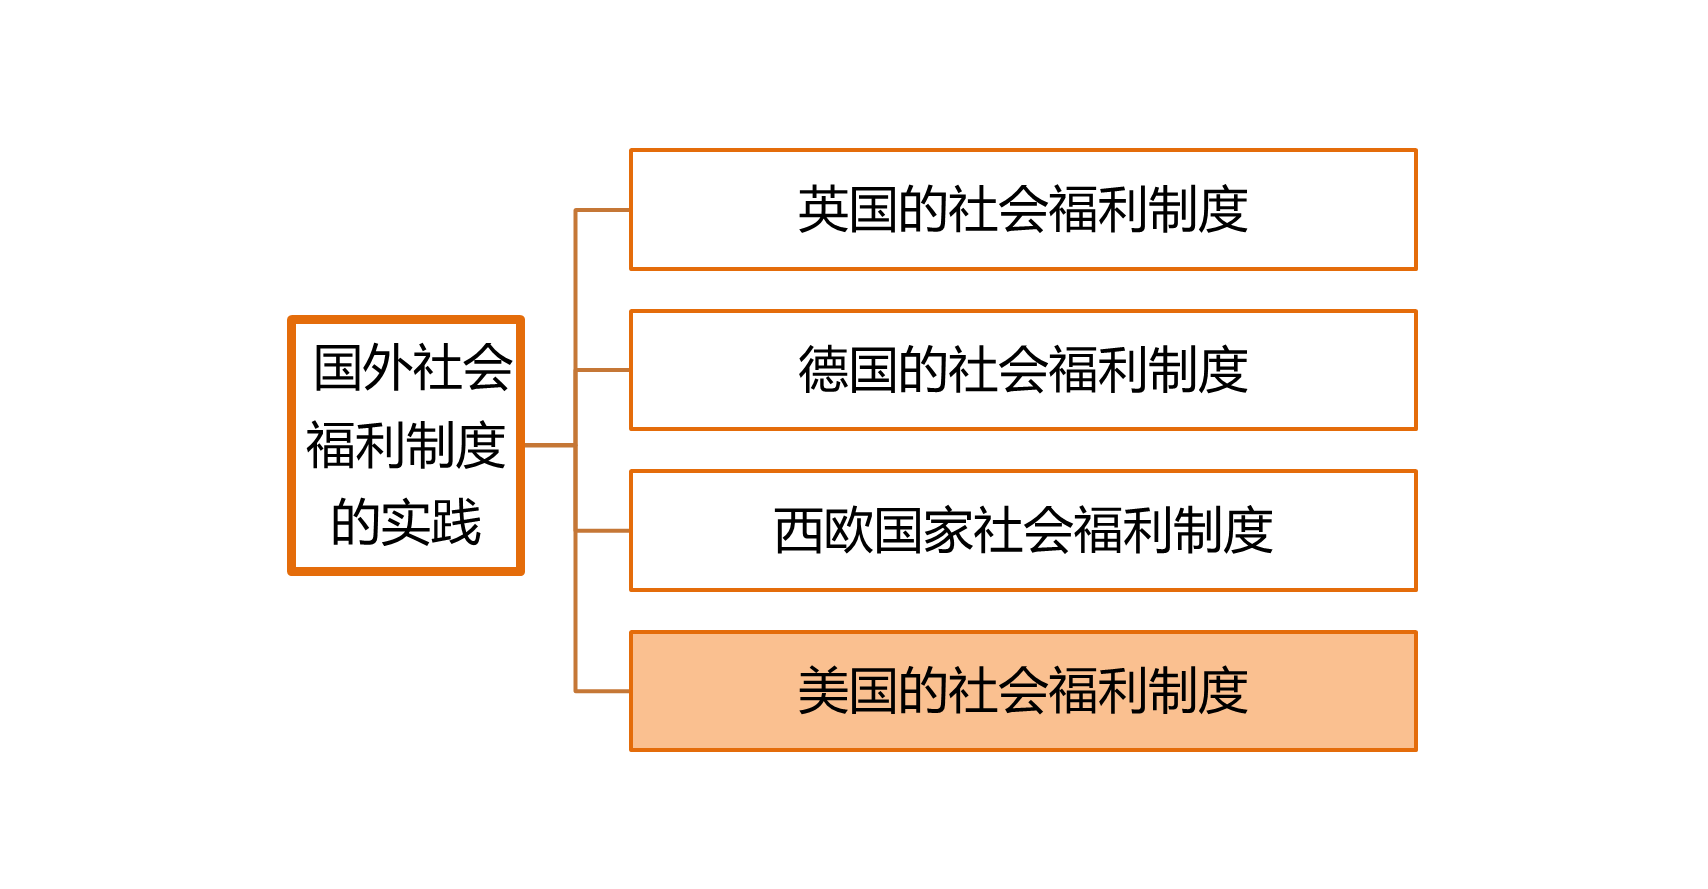 国外社会
福利制度
的实践
英国的社会福利制度
德国的社会福利制度
西欧国家社会福利制度
美国的社会福利制度